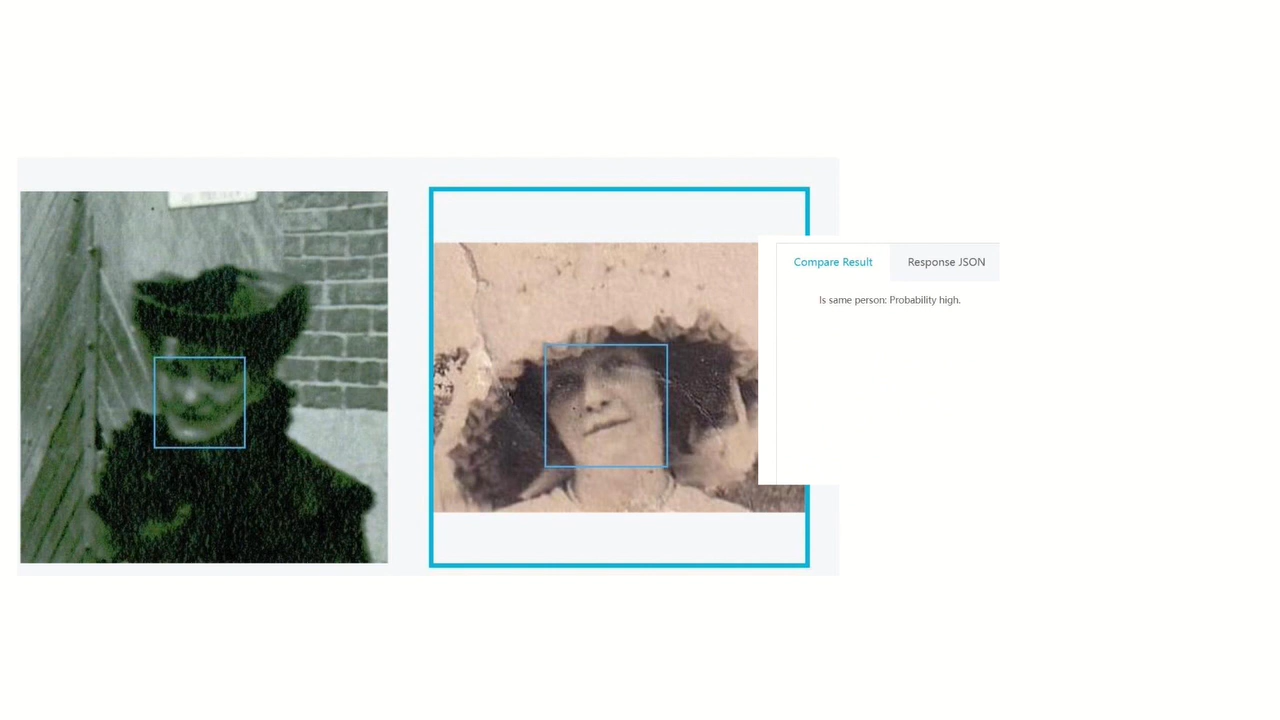 Compare Result
Response JSON
Is same person: Probability high.